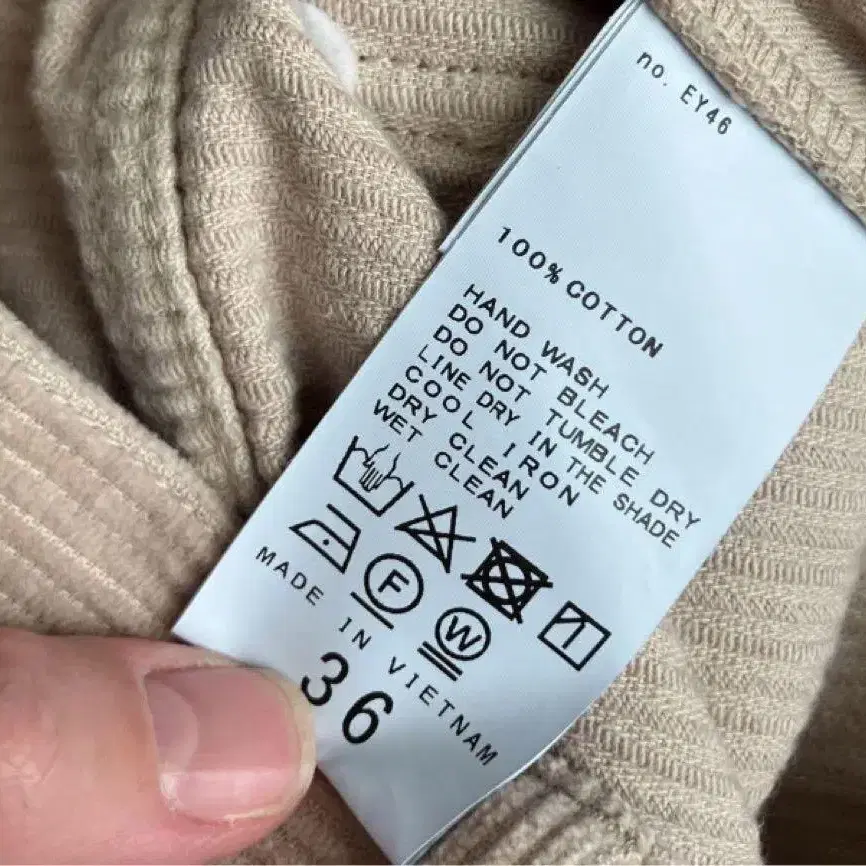 no. EY46
100% COTTON
HAND WASH
DO NOT BLEACH
DO NOT TUMBLE DRY
LINE DRY IN THE SHADE
COOL IRON
DRY CLEAN
WET CLEAN
F
W
MADE IN VIETNAM
36